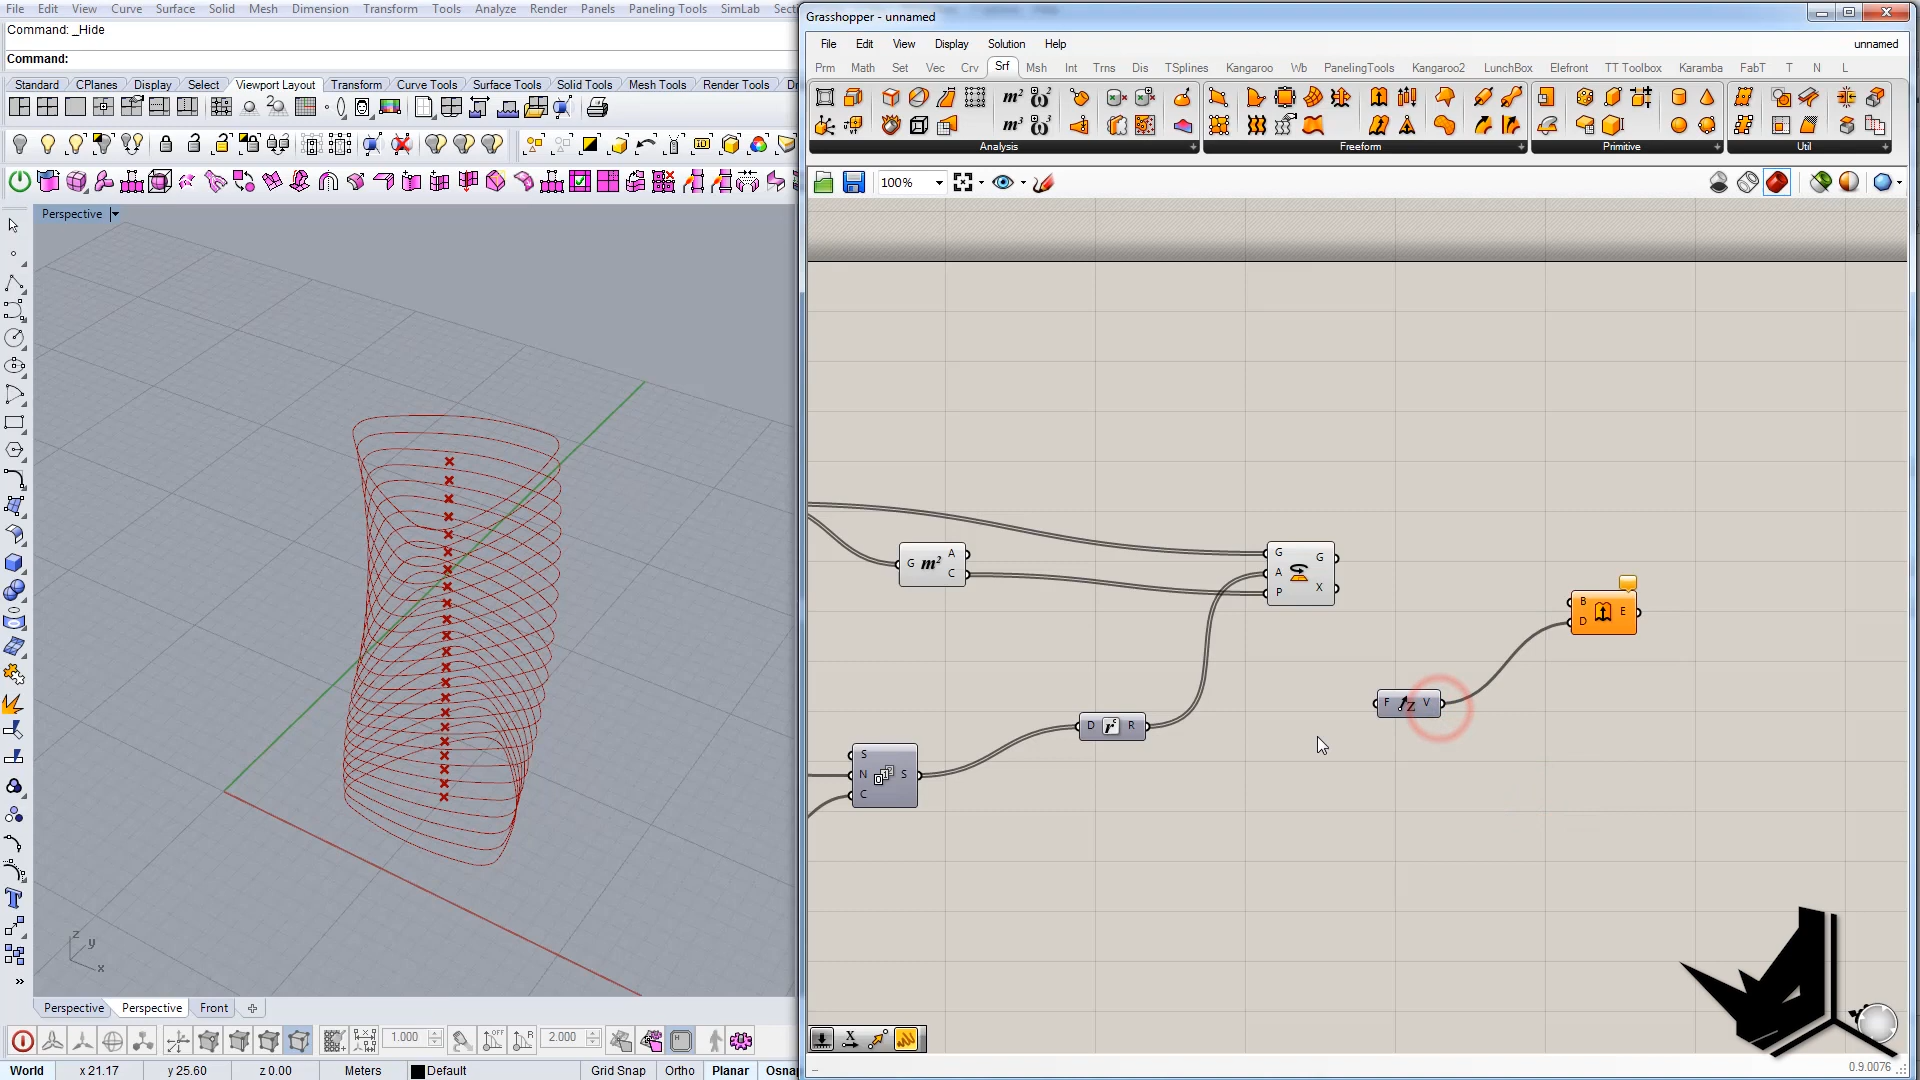 File Edit View Curve Surface Solid Mesh Dimension Transform Tools Analyze Render Panels Paneling Tools SimLab
Command: _Hide
Command:
Standard CPlanes Display Select Viewport Layout Transform Curve Tools Surface Tools Solid Tools Mesh Tools Render Tools
Perspective
z
y
x
Perspective Perspective Front
1.000 2.000
World x 21.17 y 25.60 z 0.00 Meters Default Grid Snap Ortho Planar Osnap
Grasshopper - unnamed
File Edit View Display Solution Help unnamed
Prm Math Set Vec Crv Srf Msh Int Trns Dis TSplines Kangaroo Wb PanelingTools Kangaroo2 LunchBox Elefront TT Toolbox Karamba FabT T N L
Analysis Freeform Primitive Util
100%
G m² A C
G A P G X
B D E
F Z V
D r R
S N C S
0.9.0076